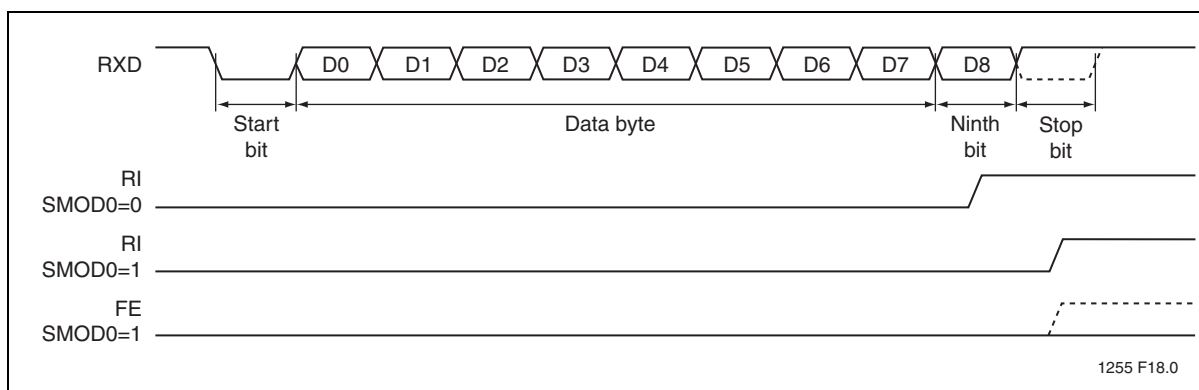 RXD
D0 D1 D2 D3 D4 D5 D6 D7 D8
Start
bit
Data byte
Ninth
bit
Stop
bit
RI
SMOD0=0
RI
SMOD0=1
FE
SMOD0=1
1255 F18.0